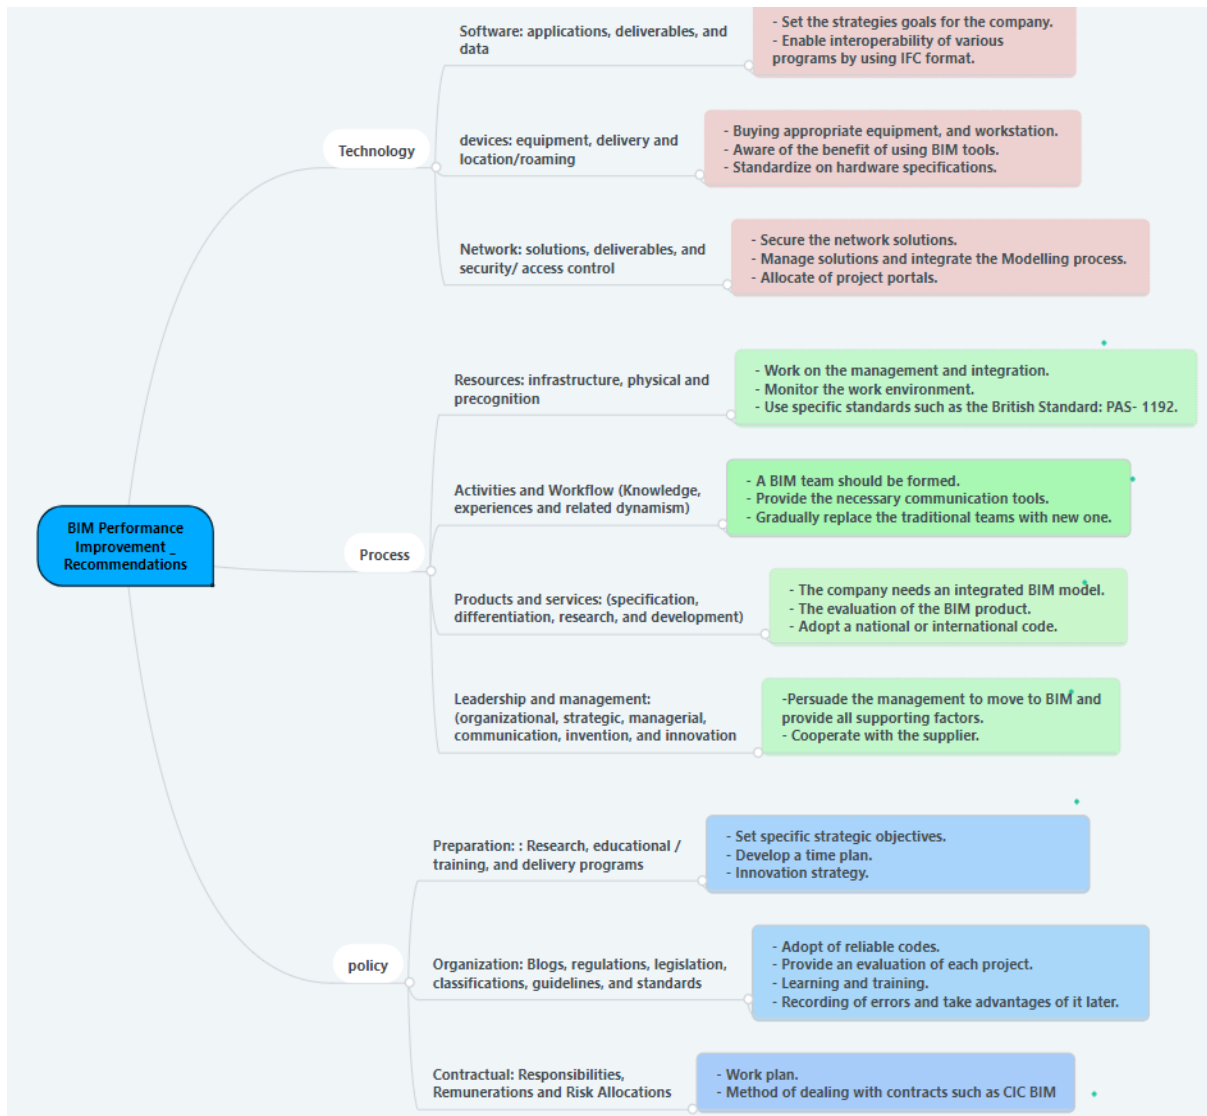 BIM Performance
Improvement _
Recommendations
Technology
Software: applications, deliverables, and
data
- Set the strategies goals for the company.
- Enable interoperability of various
programs by using IFC format.
devices: equipment, delivery and
location/roaming
- Buying appropriate equipment, and workstation.
- Aware of the benefit of using BIM tools.
- Standardize on hardware specifications.
Network: solutions, deliverables, and
security/ access control
- Secure the network solutions.
- Manage solutions and integrate the Modelling process.
- Allocate of project portals.
Process
Resources: infrastructure, physical and
precognition
- Work on the management and integration.
- Monitor the work environment.
- Use specific standards such as the British Standard: PAS- 1192.
Activities and Workflow (Knowledge,
experiences and related dynamism)
- A BIM team should be formed.
- Provide the necessary communication tools.
- Gradually replace the traditional teams with new one.
Products and services: (specification,
differentiation, research, and development)
- The company needs an integrated BIM model.
- The evaluation of the BIM product.
- Adopt a national or international code.
Leadership and management:
(organizational, strategic, managerial,
communication, invention, and innovation
-Persuade the management to move to BIM and
provide all supporting factors.
- Cooperate with the supplier.
policy
Preparation: : Research, educational /
training, and delivery programs
- Set specific strategic objectives.
- Develop a time plan.
- Innovation strategy.
Organization: Blogs, regulations, legislation,
classifications, guidelines, and standards
- Adopt of reliable codes.
- Provide an evaluation of each project.
- Learning and training.
- Recording of errors and take advantages of it later.
Contractual: Responsibilities,
Remunerations and Risk Allocations
- Work plan.
- Method of dealing with contracts such as CIC BIM